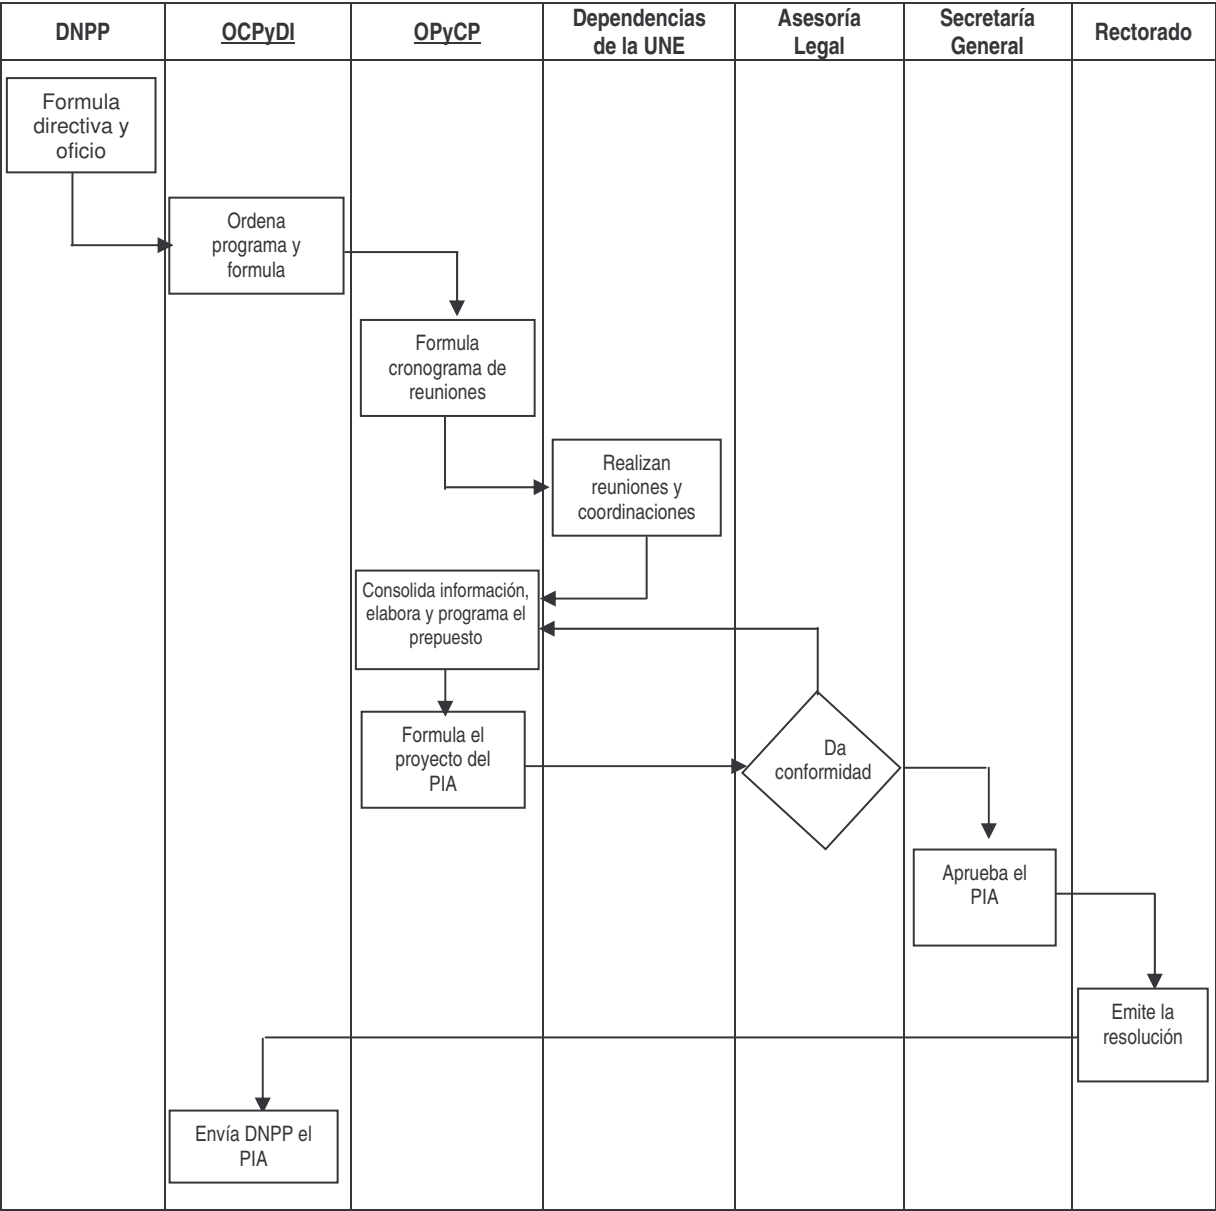 DNPP
OCPyDI
OPyCP
Dependencias
de la UNE
Asesoría
Legal
Secretaría
General
Rectorado
Formula
directiva y
oficio
Ordena
programa y
formula
Formula
cronograma de
reuniones
Realizan
reuniones y
coordinaciones
Consolida información,
elabora y programa el
prepuesto
Formula el
proyecto del
PIA
Da
conformidad
Aprueba el
PIA
Emite la
resolución
Envía DNPP el
PIA